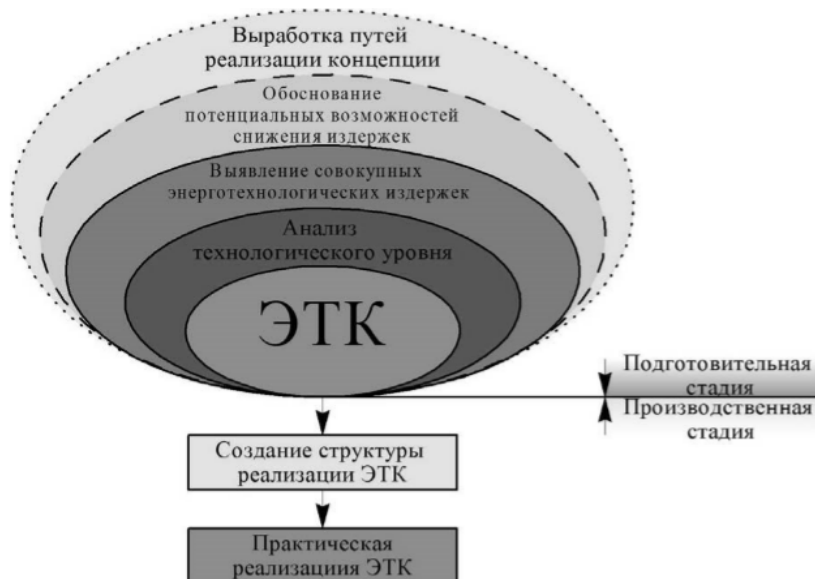 Выработка путей
реализации концепции
Обоснование
потенциальных возможностей
снижения издержек
Выявление совокупных
энерготехнологических издержек
Анализ
технологического уровня
ЭТК
Подготовительная
стадия
Производственная
стадия
Создание структуры
реализации ЭТК
Практическая
реализациия ЭТК